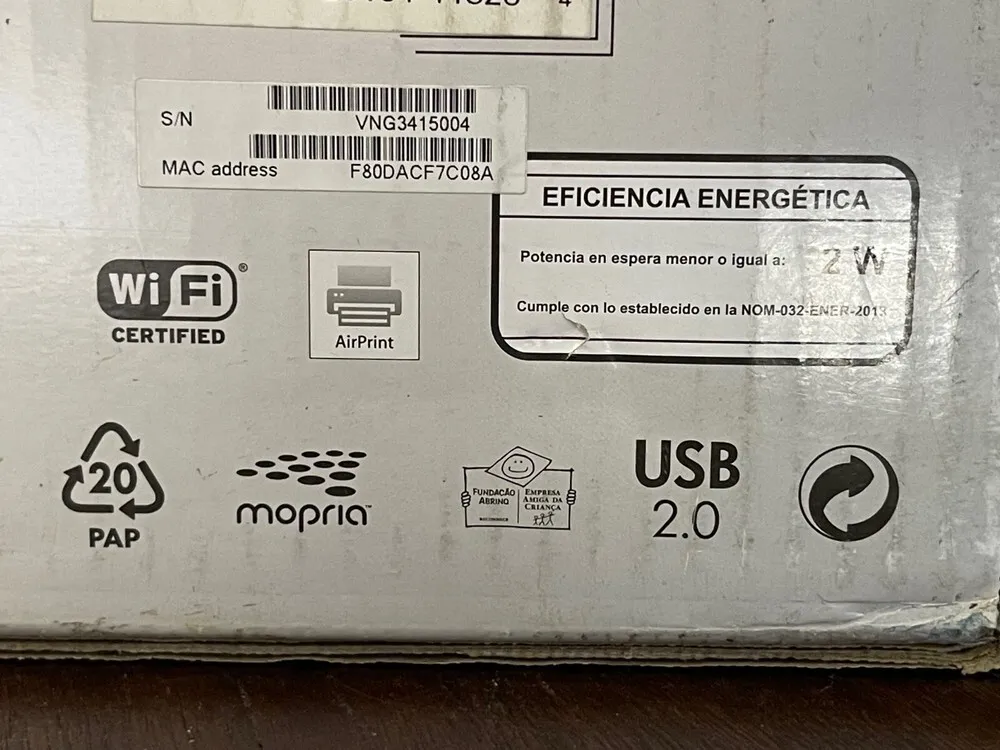 S/N
VNG3415004
MAC address
F80DACF7C08A
EFICIENCIA ENERGÉTICA
Potencia en espera menor o igual a: 2 W
Cumple con lo establecido en la NOM-032-ENER-2013
Wi Fi ®
CERTIFIED
AirPrint
20
PAP
mopria
FUNDAÇÃO
ABRINQ
EMPRESA
AMIGA DA
CRIANÇA
USB
2.0